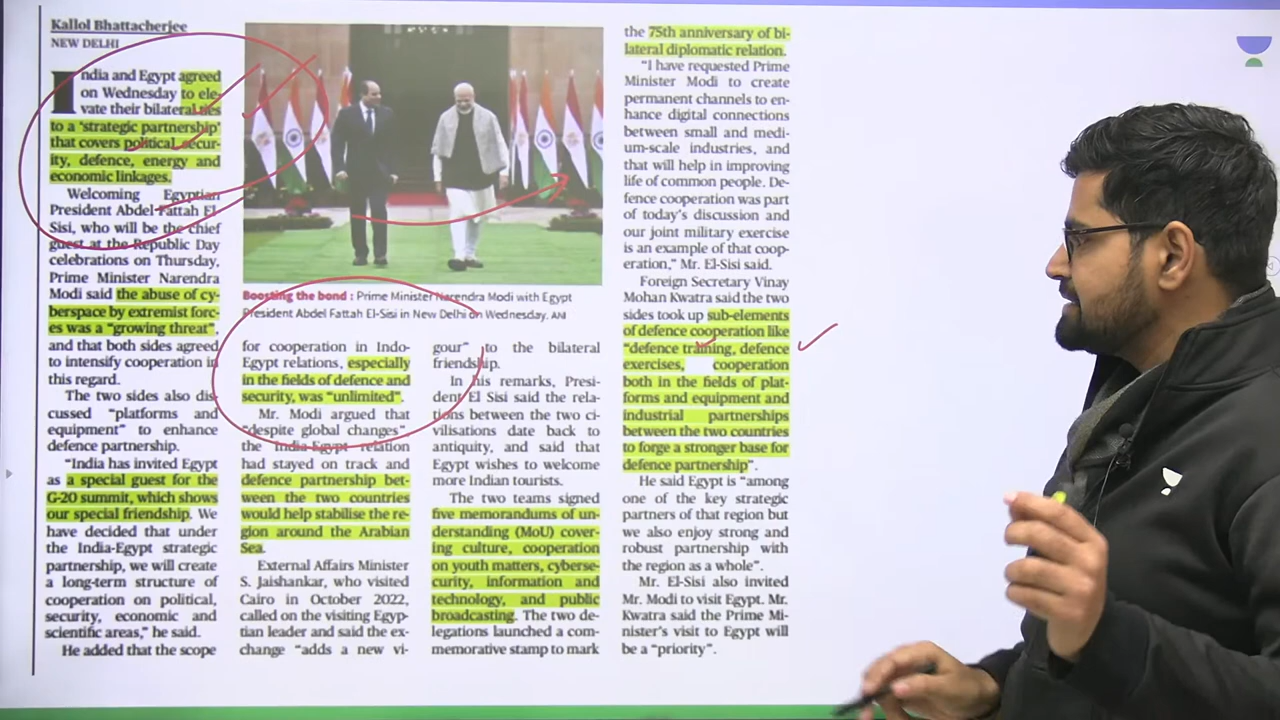 Kallol Bhattacherjee
NEW DELHI
India and Egypt agreed
on Wednesday to ele-
vate their bilateral ties
to a ‘strategic partnership’
that covers political, secur-
ity, defence, energy and
economic linkages.
Welcoming Egyptian
President Abdel Fattah El-
Sisi, who will be the chief
guest at the Republic Day
celebrations on Thursday,
Prime Minister Narendra
Modi said the abuse of cy-
berspace by extremist forc-
es was a “growing threat”,
and that both sides agreed
to intensify cooperation in
this regard.
The two sides also dis-
cussed “platforms and
equipment” to enhance
defence partnership.
“India has invited Egypt
as a special guest for the
G-20 summit, which shows
our special friendship. We
have decided that under
the India-Egypt strategic
partnership, we will create
a long-term structure of
cooperation on political,
security, economic and
scientific areas,” he said.
He added that the scope
Boosting the bond : Prime Minister Narendra Modi with Egypt
President Abdel Fattah El-Sisi in New Delhi on Wednesday. ANI
for cooperation in Indo-
Egypt relations, especially
in the fields of defence and
security, was “unlimited”.
Mr. Modi argued that
“despite global changes”,
the India-Egypt relation
had stayed on track and
defence partnership bet-
ween the two countries
would help stabilise the re-
gion around the Arabian
Sea.
External Affairs Minister
S. Jaishankar, who visited
Cairo in October 2022,
called on the visiting Egyp-
tian leader and said the ex-
change “adds a new vi-
gour” to the bilateral
friendship.
In his remarks, Presi-
dent El Sisi said the rela-
tions between the two ci-
vilisations date back to
antiquity, and said that
Egypt wishes to welcome
more Indian tourists.
The two teams signed
five memorandums of un-
derstanding (MoU) cover-
ing culture, cooperation
on youth matters, cyberse-
curity, information and
technology, and public
broadcasting. The two de-
legations launched a com-
memorative stamp to mark
the 75th anniversary of bi-
lateral diplomatic relation.
“I have requested Prime
Minister Modi to create
permanent channels to en-
hance digital connections
between small and medi-
um-scale industries, and
that will help in improving
life of common people. De-
fence cooperation was part
of today’s discussion and
our joint military exercise
is an example of that coop-
eration,” Mr. El-Sisi said.
Foreign Secretary Vinay
Mohan Kwatra said the two
sides took up sub-elements
of defence cooperation like
“defence training, defence
exercises, cooperation
both in the fields of plat-
forms and equipment and
industrial partnerships
between the two countries
to forge a stronger base for
defence partnership”.
He said Egypt is “among
one of the key strategic
partners of that region but
we also enjoy strong and
robust partnership with
the region as a whole”.
Mr. El-Sisi also invited
Mr. Modi to visit Egypt. Mr.
Kwatra said the Prime Mi-
nister’s visit to Egypt will
be a “priority”.